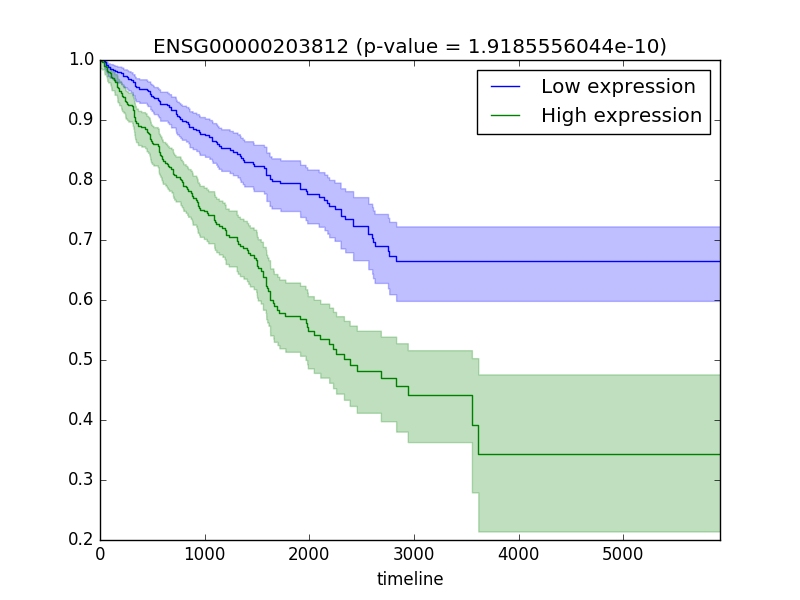 ENSG00000203812 (p-value = 1.9185556044e-10)
Low expression
High expression
1.0
0.9
0.8
0.7
0.6
0.5
0.4
0.3
0.2
0 1000 2000 3000 4000 5000
timeline